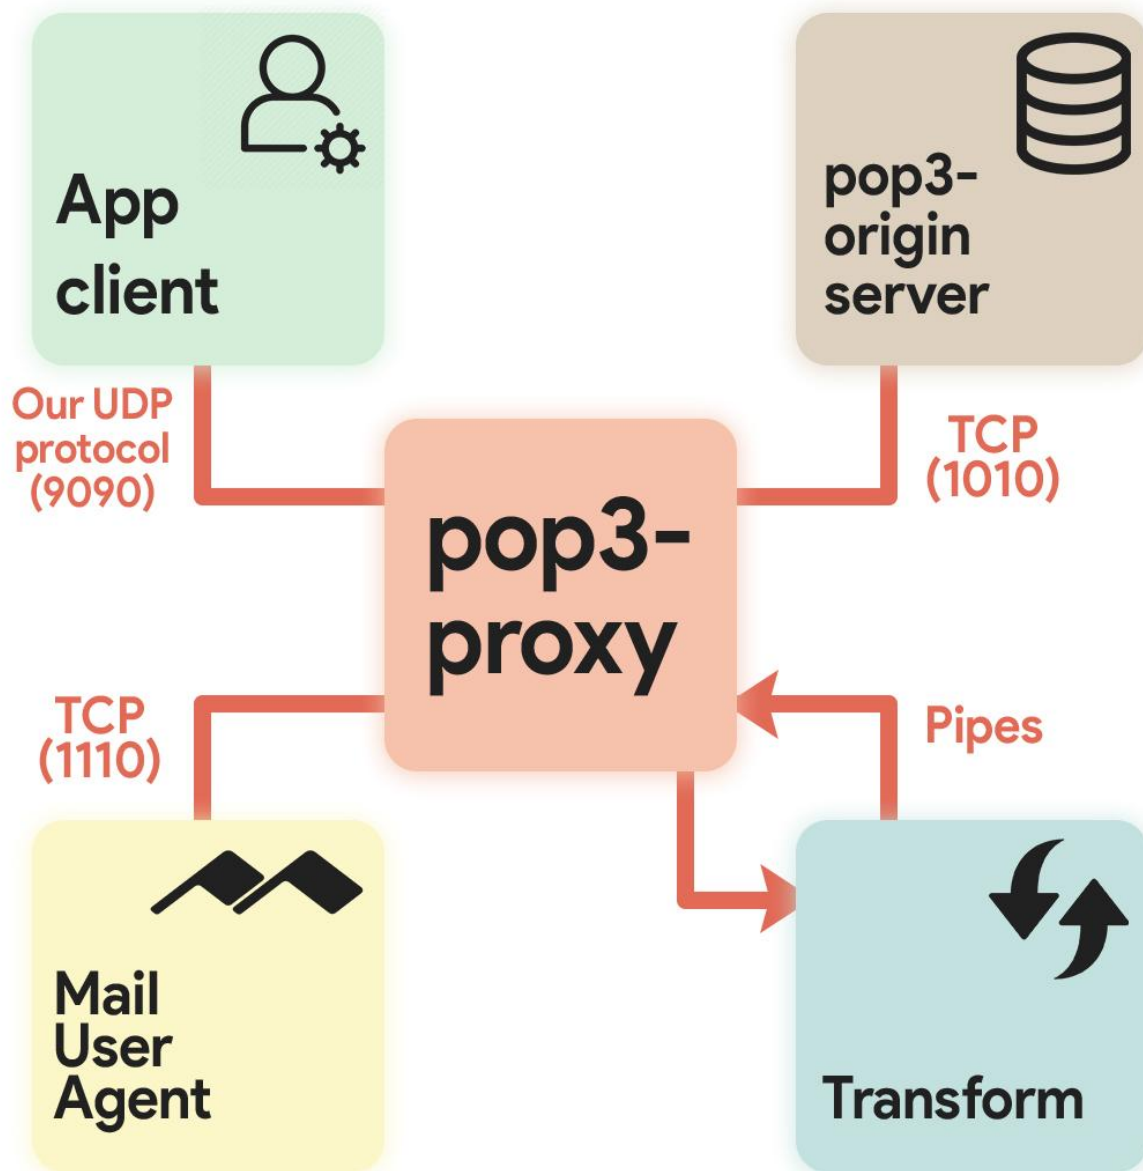 App
client
pop3-
origin
server
Our UDP
protocol
(9090)
TCP
(1010)
pop3-
proxy
TCP
(1110)
Pipes
Mail
User
Agent
Transform